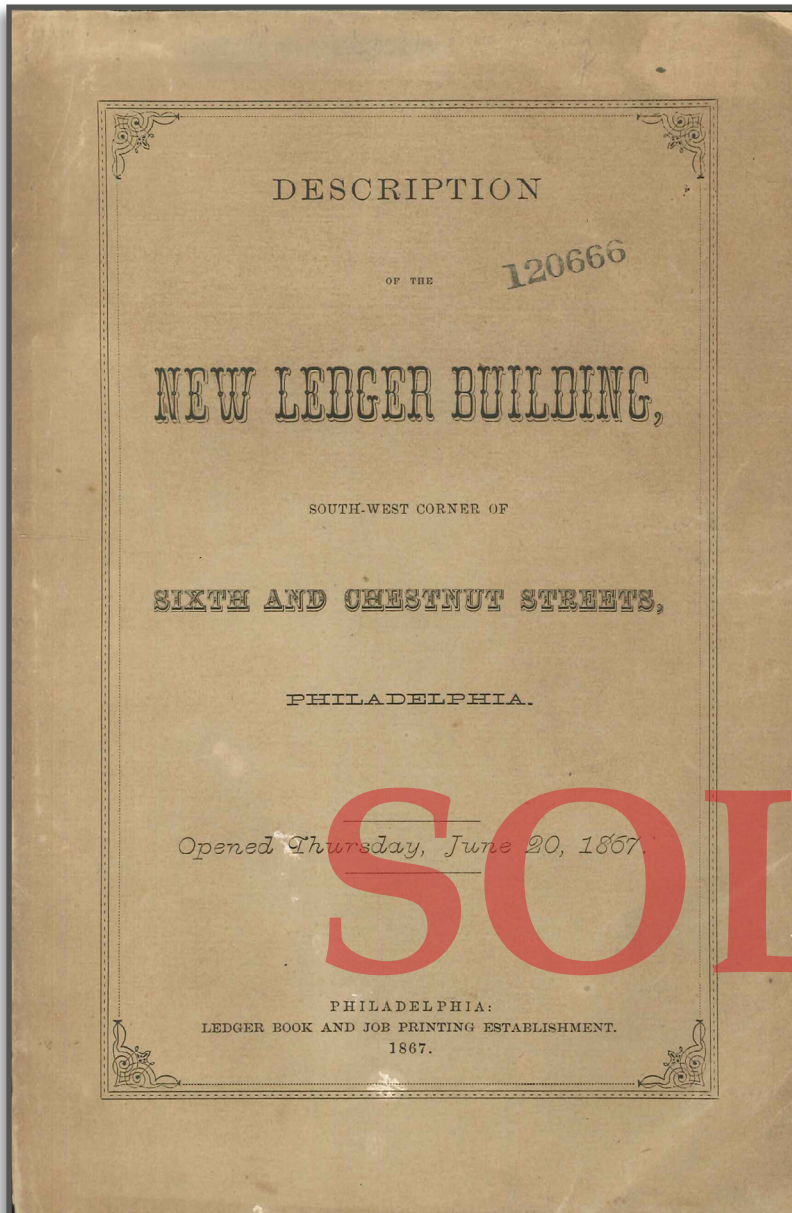 DESCRIPTION
OF THE
120666
NEW LEDGER BUILDING,
SOUTH-WEST CORNER OF
SIXTH AND CHESTNUT STREETS,
PHILADELPHIA.
Opened Thursday, June 20, 1867.
SOL
PHILADELPHIA:
LEDGER BOOK AND JOB PRINTING ESTABLISHMENT.
1867.